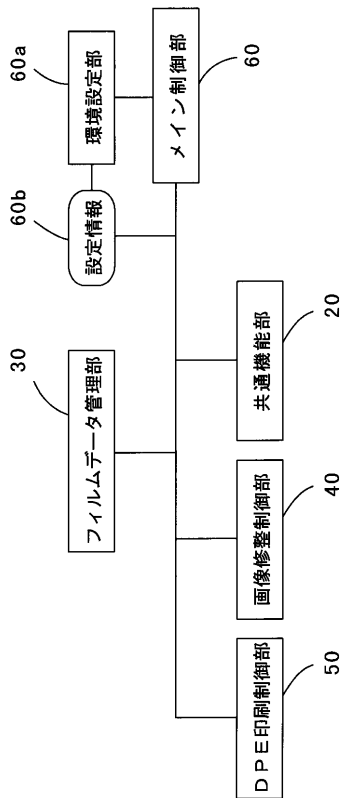 60a
環境設定部
60b
設定情報
60
メイン制御部
30
フィルムデータ管理部
20
共通機能部
40
画像修整制御部
50
DPE印刷制御部